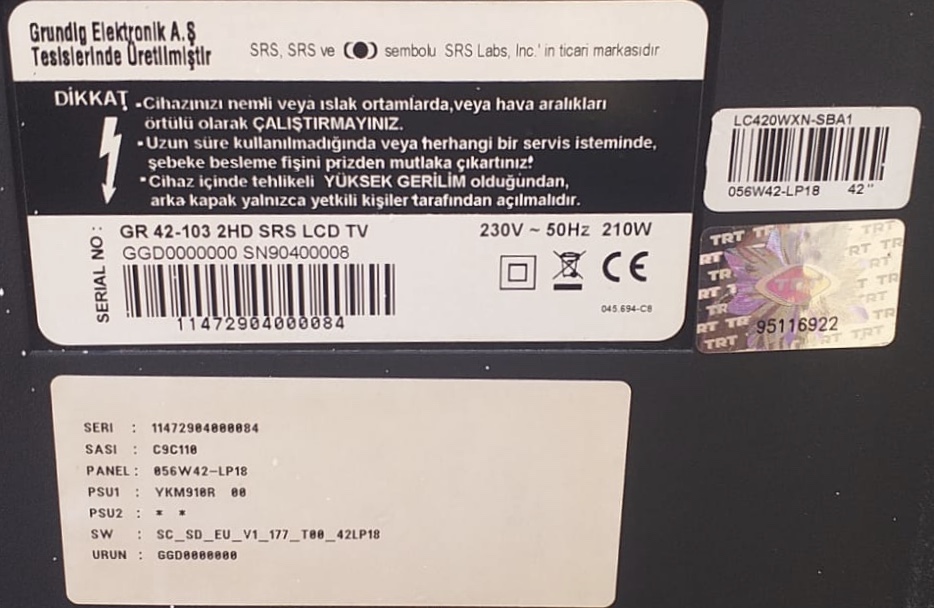 Grundig Elektronik A.Ş
Tesislerinde Üretilmiştir
SRS, SRS ve sembolu SRS Labs, Inc.' in ticari markasıdır
DİKKAT
-Cihazınızı nemli veya ıslak ortamlarda,veya hava aralıkları
örtülü olarak ÇALIŞTIRMAYINIZ.
-Uzun süre kullanılmadığında veya herhangi bir servis isteminde,
şebeke besleme fişini prizden mutlaka çıkartınız!
-Cihaz içinde tehlikeli YÜKSEK GERİLİM olduğundan,
arka kapak yalnızca yetkili kişiler tarafından açılmalıdır.
SERIAL NO :
GR 42-103 2HD SRS LCD TV
230V ~ 50Hz 210W
GGD0000000 SN90400008
11472904000084
CE
045.694-C8
LC420WXN-SBA1
056W42-LP18 42"
TRT
95116922
TRT
SERI : 11472904000084
SASI : C9C110
PANEL : 056W42-LP18
PSU1 : YKM910R 00
PSU2 : * *
SW : SC_SD_EU_V1_177_T00_42LP18
URUN : GGD0000000